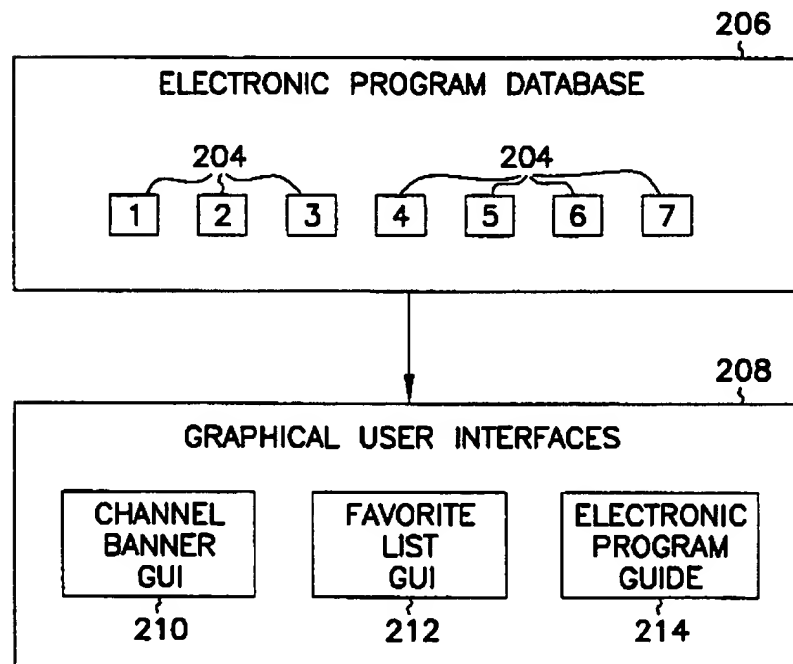 206
ELECTRONIC PROGRAM DATABASE
204 204
1 2 3 4 5 6 7
208
GRAPHICAL USER INTERFACES
CHANNEL
BANNER
GUI
210
FAVORITE
LIST
GUI
212
ELECTRONIC
PROGRAM
GUIDE
214